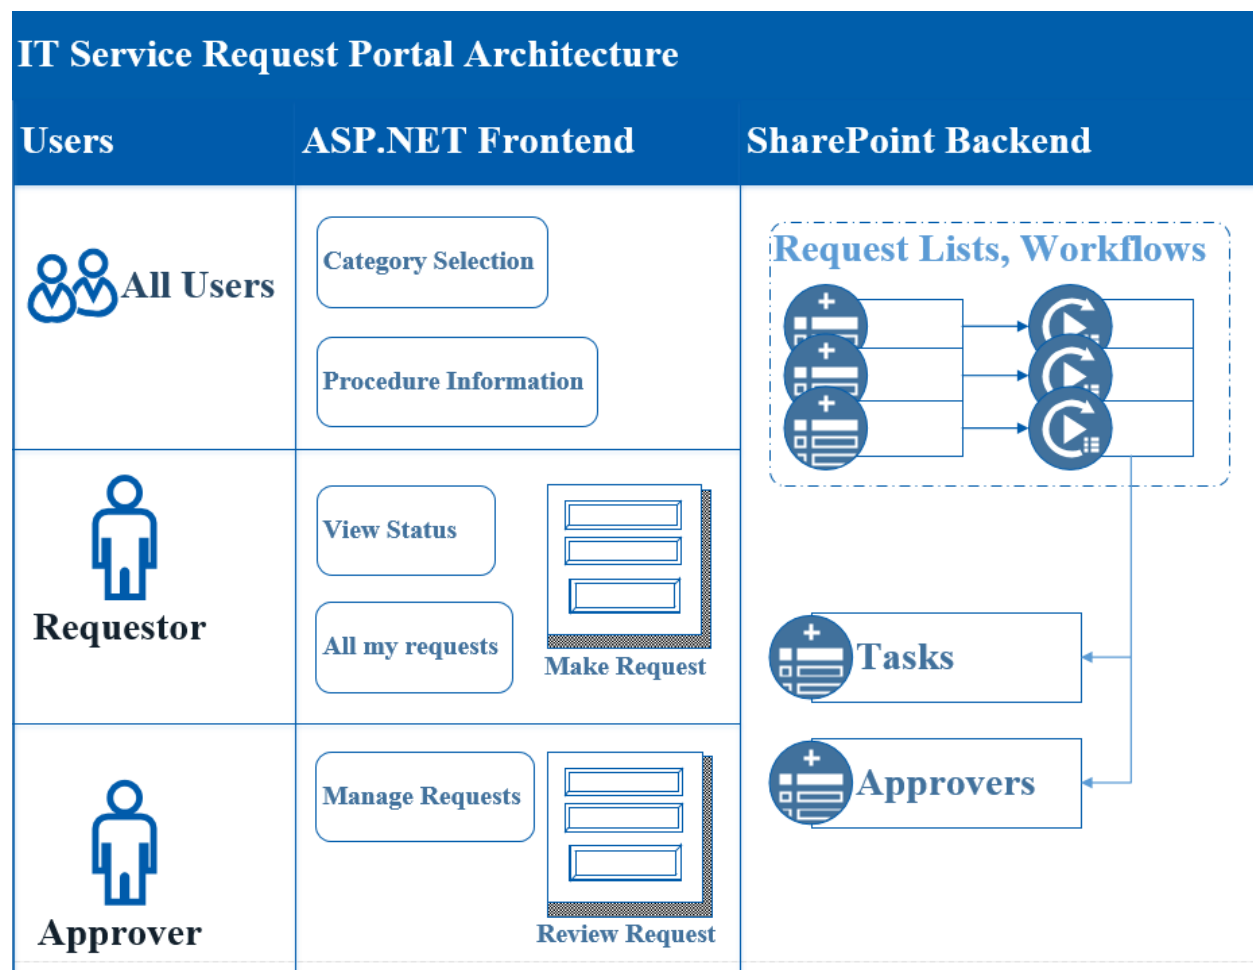 IT Service Request Portal Architecture
Users
ASP.NET Frontend
SharePoint Backend
All Users
Category Selection
Procedure Information
Request Lists, Workflows
Requestor
View Status
All my requests
Make Request
Tasks
Approvers
Approver
Manage Requests
Review Request